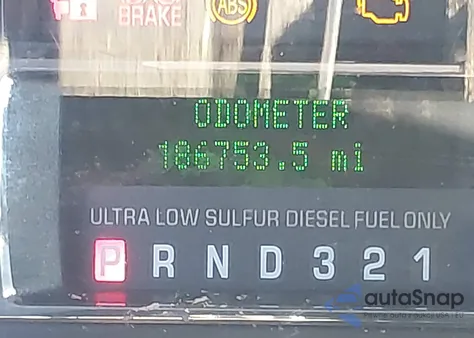 BRAKE
ABS
ODOMETER
186753.5 mi
ULTRA LOW SULFUR DIESEL FUEL ONLY
P R N D 3 2 1
autoSnap